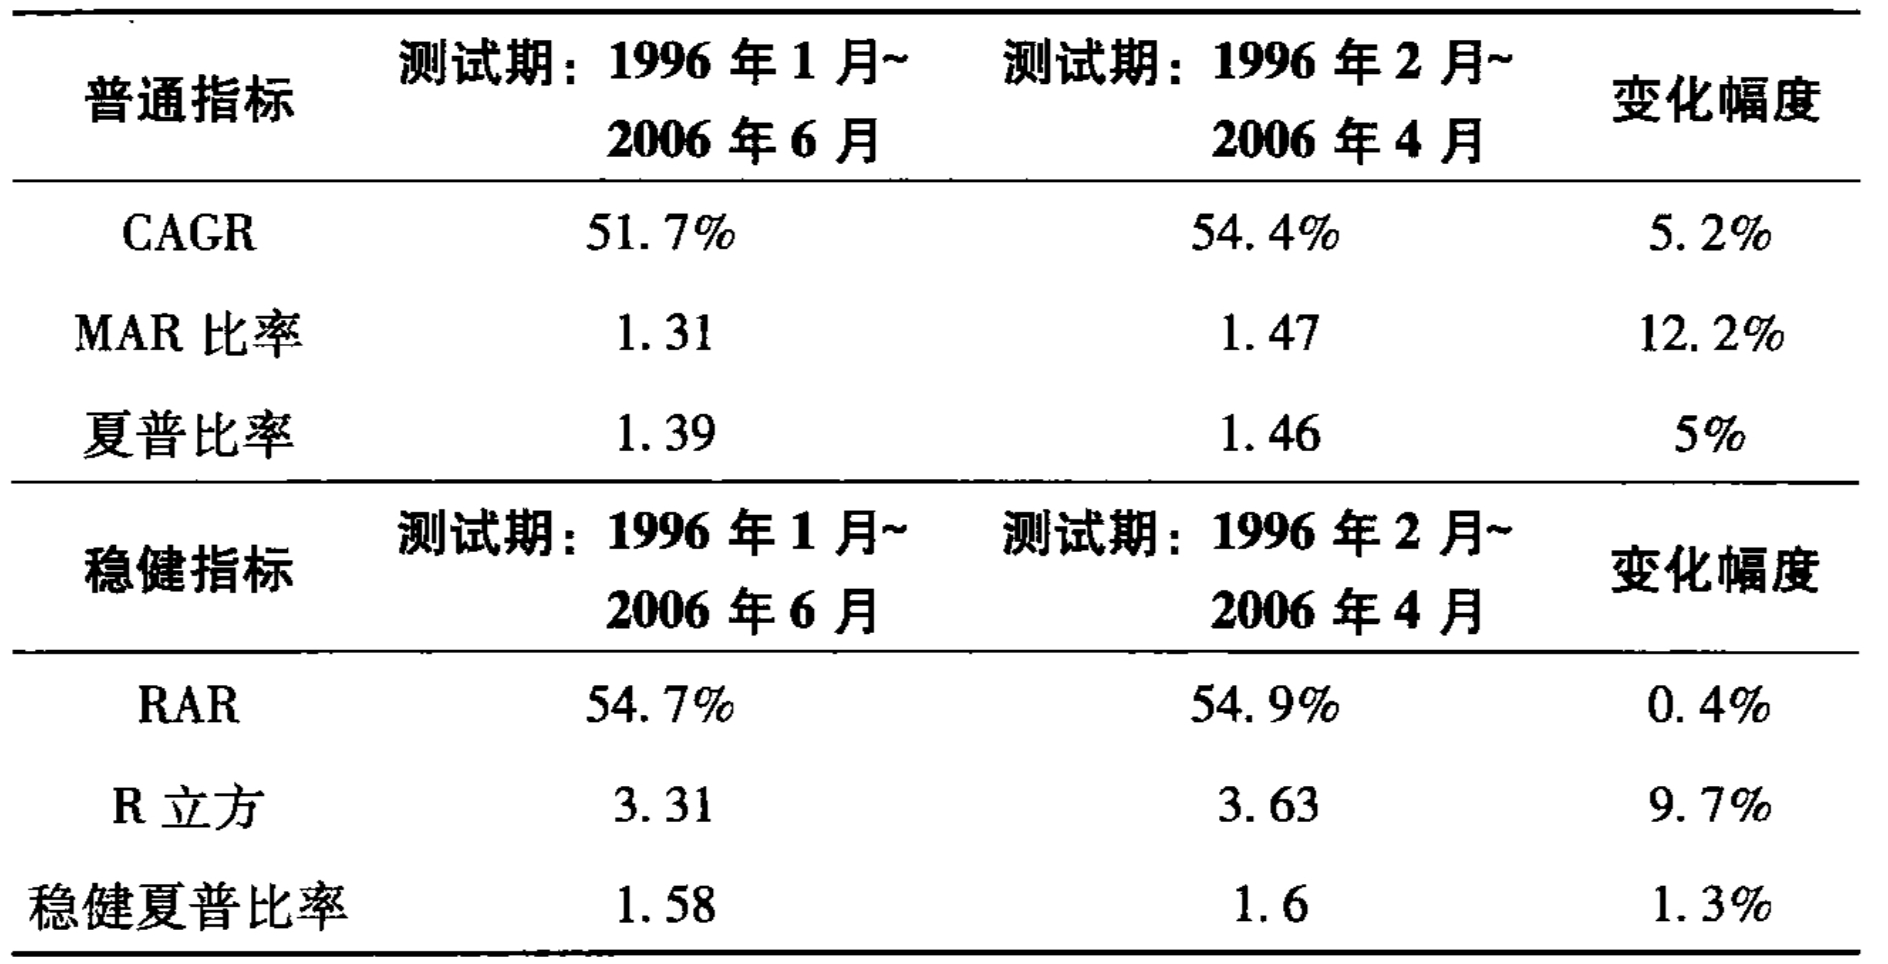 普通指标 测试期：1996 年 1 月~ 2006 年 6 月 测试期：1996 年 2 月~ 2006 年 4 月 变化幅度
CAGR 51.7% 54.4% 5.2%
MAR 比率 1.31 1.47 12.2%
夏普比率 1.39 1.46 5%
稳健指标 测试期：1996 年 1 月~ 2006 年 6 月 测试期：1996 年 2 月~ 2006 年 4 月 变化幅度
RAR 54.7% 54.9% 0.4%
R 立方 3.31 3.63 9.7%
稳健夏普比率 1.58 1.6 1.3%